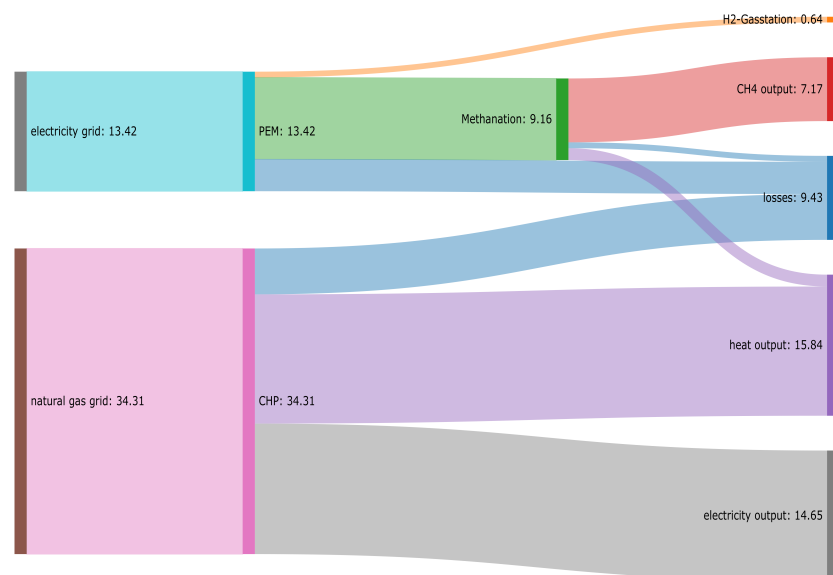 H2-Gasstation: 0.64
CH4 output: 7.17
Methanation: 9.16
electricity grid: 13.42
PEM: 13.42
losses: 9.43
heat output: 15.84
natural gas grid: 34.31
CHP: 34.31
electricity output: 14.65